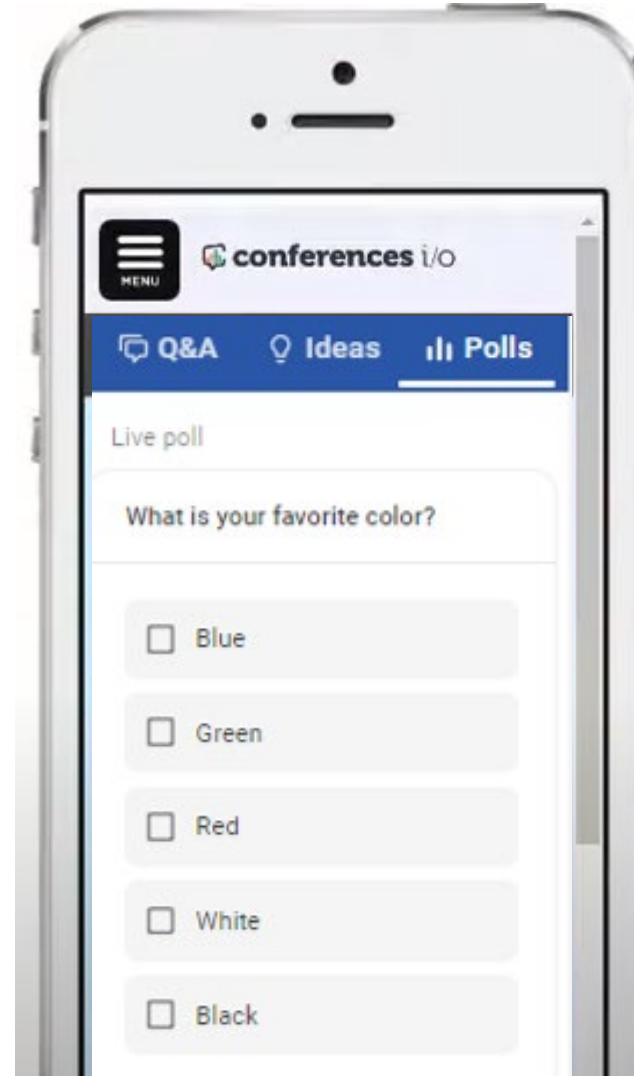 MENU
conferences i/o
Q&A Ideas Polls
Live poll
What is your favorite color?
Blue
Green
Red
White
Black